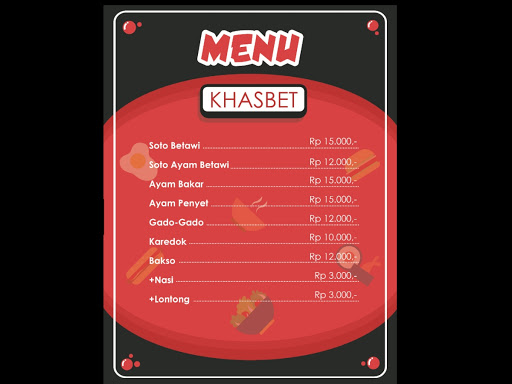 MENU
KHASBET
Soto Betawi Rp 15.000,-
Soto Ayam Betawi Rp 12.000,-
Ayam Bakar Rp 15.000,-
Ayam Penyet Rp 15.000,-
Gado-Gado Rp 12.000,-
Karedok Rp 10.000,-
Bakso Rp 12.000,-
+Nasi Rp 3.000,-
+Lontong Rp 3.000,-